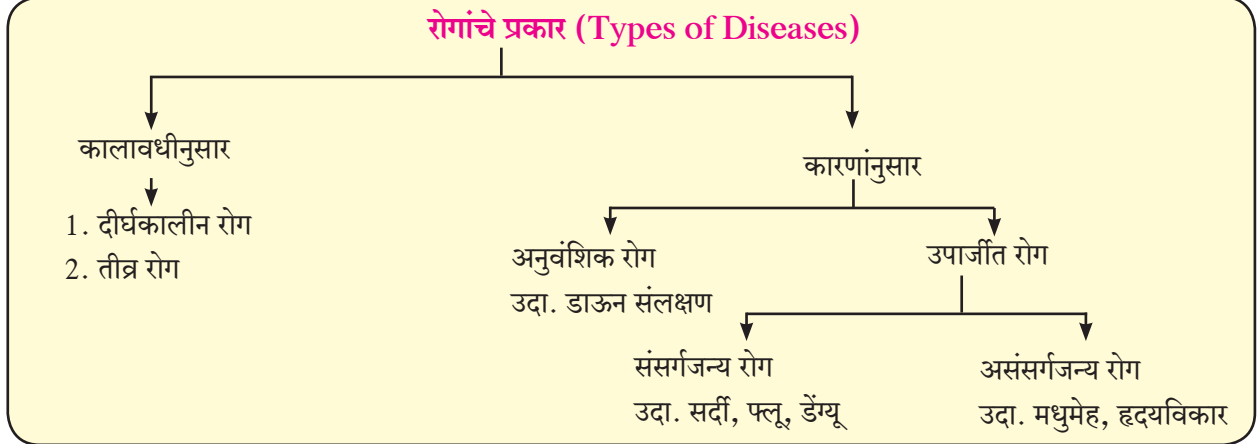 रोगांचे प्रकार (Types of Diseases)
कालावधीनुसार
1. दीर्घकालीन रोग
2. तीव्र रोग
कारणांनुसार
अनुवंशिक रोग
उदा. डाऊन संलक्षण
उपार्जीत रोग
संसर्गजन्य रोग
उदा. सर्दी, फ्लू, डेंग्यू
असंसर्गजन्य रोग
उदा. मधुमेह, हृदयविकार